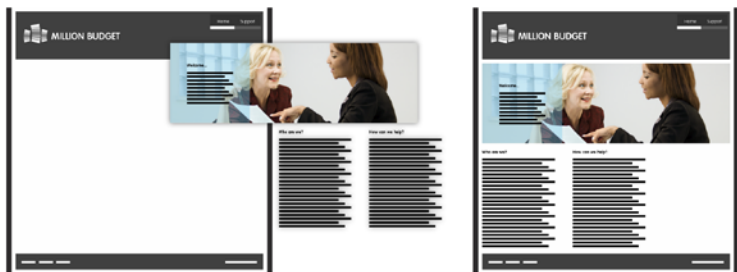 Home Support
MILLION BUDGET
Welcome...
Who are we?
How can we help?
Home Support
MILLION BUDGET
Welcome...
Who are we?
How can we help?